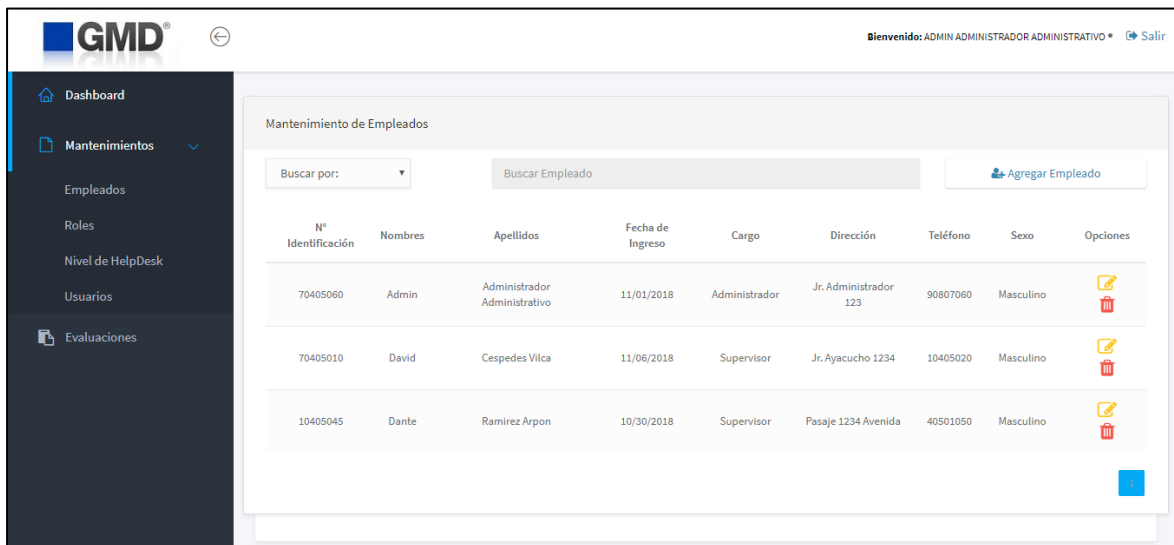 GMD®
Bienvenido: ADMIN ADMINISTRADOR ADMINISTRATIVO Salir
Dashboard
Mantenimientos
Empleados
Roles
Nivel de HelpDesk
Usuarios
Evaluaciones
Mantenimiento de Empleados
Buscar por: Buscar Empleado Agregar Empleado
N° Identificación Nombres Apellidos Fecha de Ingreso Cargo Dirección Teléfono Sexo Opciones
70405060 Admin Administrador Administrativo 11/01/2018 Administrador Jr. Administrador 123 90807060 Masculino
70405010 David Cespedes Vilca 11/06/2018 Supervisor Jr. Ayacucho 1234 10405020 Masculino
10405045 Dante Ramirez Arpon 10/30/2018 Supervisor Pasaje 1234 Avenida 40501050 Masculino
1